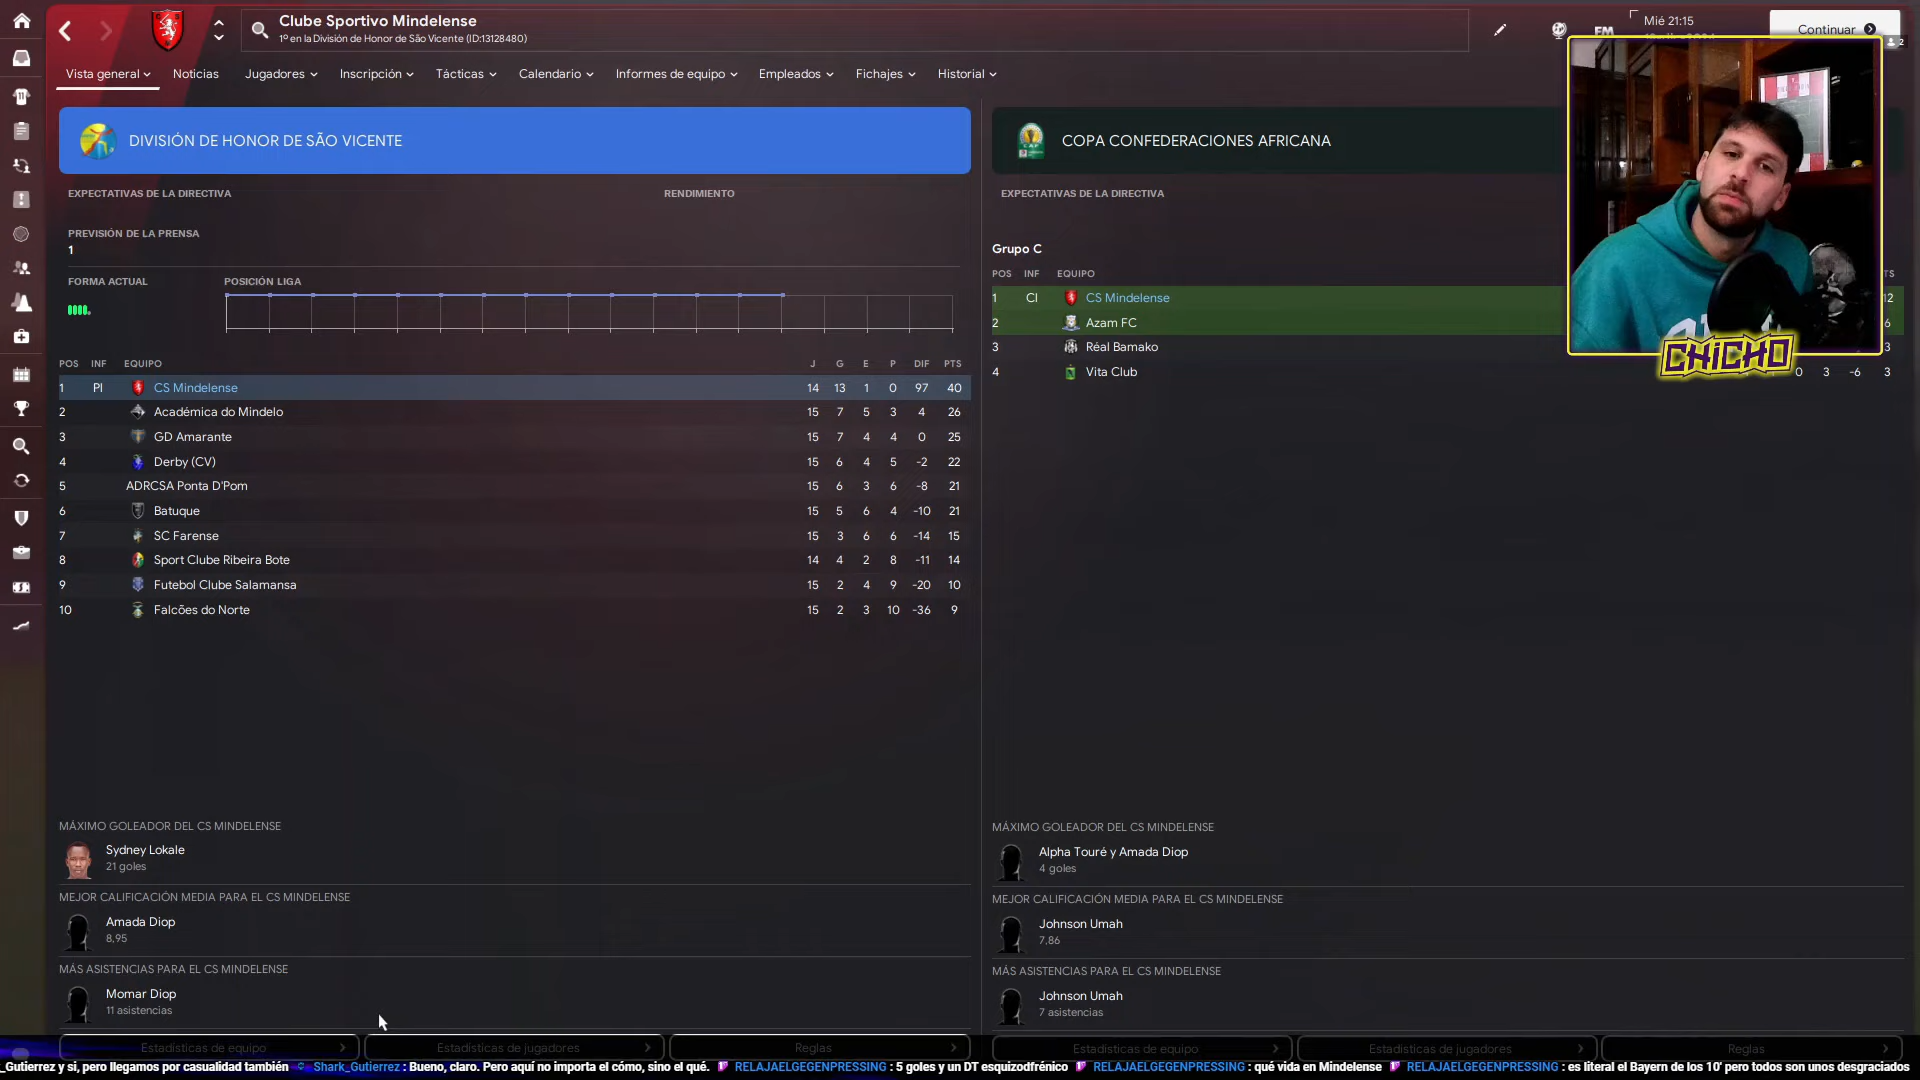 Clube Sportivo Mindelense
1º en la División de Honor de São Vicente (ID:13128480)
FM
Mié 21:15
Continuar
2
Vista general
Noticias
Jugadores
Inscripción
Tácticas
Calendario
Informes de equipo
Empleados
Fichajes
Historial
11
DIVISIÓN DE HONOR DE SÃO VICENTE
EXPECTATIVAS DE LA DIRECTIVA RENDIMIENTO
PREVISIÓN DE LA PRENSA
1
FORMA ACTUAL POSICIÓN LIGA
POS INF EQUIPO J G E P DIF PTS
1 PI CS Mindelense 14 13 1 0 97 40
2 Académica do Mindelo 15 7 5 3 4 26
3 GD Amarante 15 7 4 4 0 25
4 Derby (CV) 15 6 4 5 -2 22
5 ADRCSA Ponta D'Pom 15 6 3 6 -8 21
6 Batuque 15 5 6 4 -10 21
7 SC Farense 15 3 6 6 -14 15
8 Sport Clube Ribeira Bote 14 4 2 8 -11 14
9 Futebol Clube Salamansa 15 2 4 9 -20 10
10 Falcões do Norte 15 2 3 10 -36 9
MÁXIMO GOLEADOR DEL CS MINDELENSE
Sydney Lokale
21 goles
MEJOR CALIFICACIÓN MEDIA PARA EL CS MINDELENSE
Amada Diop
8,95
MÁS ASISTENCIAS PARA EL CS MINDELENSE
Momar Diop
11 asistencias
Estadísticas de equipo
Estadísticas de jugadores
Reglas
COPA CONFEDERACIONES AFRICANA
EXPECTATIVAS DE LA DIRECTIVA
Grupo C
POS INF EQUIPO TS
1 CI CS Mindelense 12
2 Azam FC 6
3 Réal Bamako 3
4 Vita Club 0 3 -6 3
CHICHO
MÁXIMO GOLEADOR DEL CS MINDELENSE
Alpha Touré y Amada Diop
4 goles
MEJOR CALIFICACIÓN MEDIA PARA EL CS MINDELENSE
Johnson Umah
7,86
MÁS ASISTENCIAS PARA EL CS MINDELENSE
Johnson Umah
7 asistencias
Estadísticas de equipo
Estadísticas de jugadores
Reglas
_Gutierrez y si, pero llegamos por casualidad también Shark_Gutierrez : Bueno, claro. Pero aquí no importa el cómo, sino el qué. RELAJAELGEGENPRESSING : 5 goles y un DT esquizodfrénico RELAJAELGEGENPRESSING : qué vida en Mindelense RELAJAELGEGENPRESSING : es literal el Bayern de los 10' pero todos son unos desgraciados